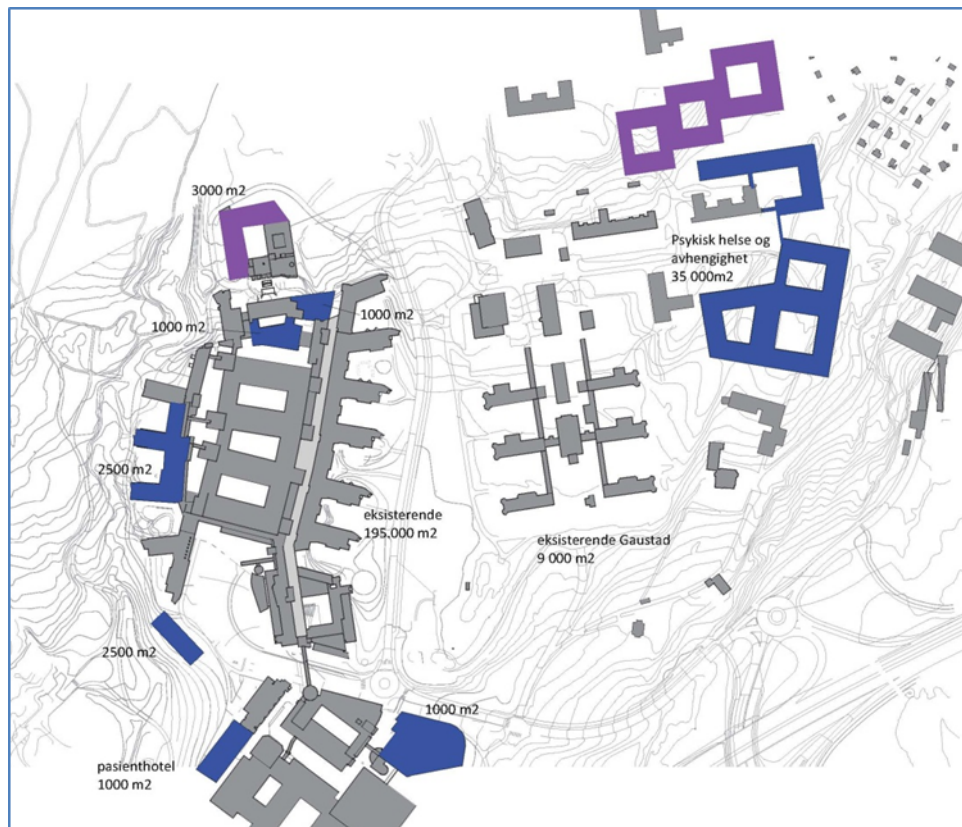 3000 m2
Psykisk helse og
avhengighet
35 000m2
1000 m2
1000 m2
2500 m2
eksisterende
195.000 m2
eksisterende Gaustad
9 000 m2
2500 m2
1000 m2
pasienthotel
1000 m2